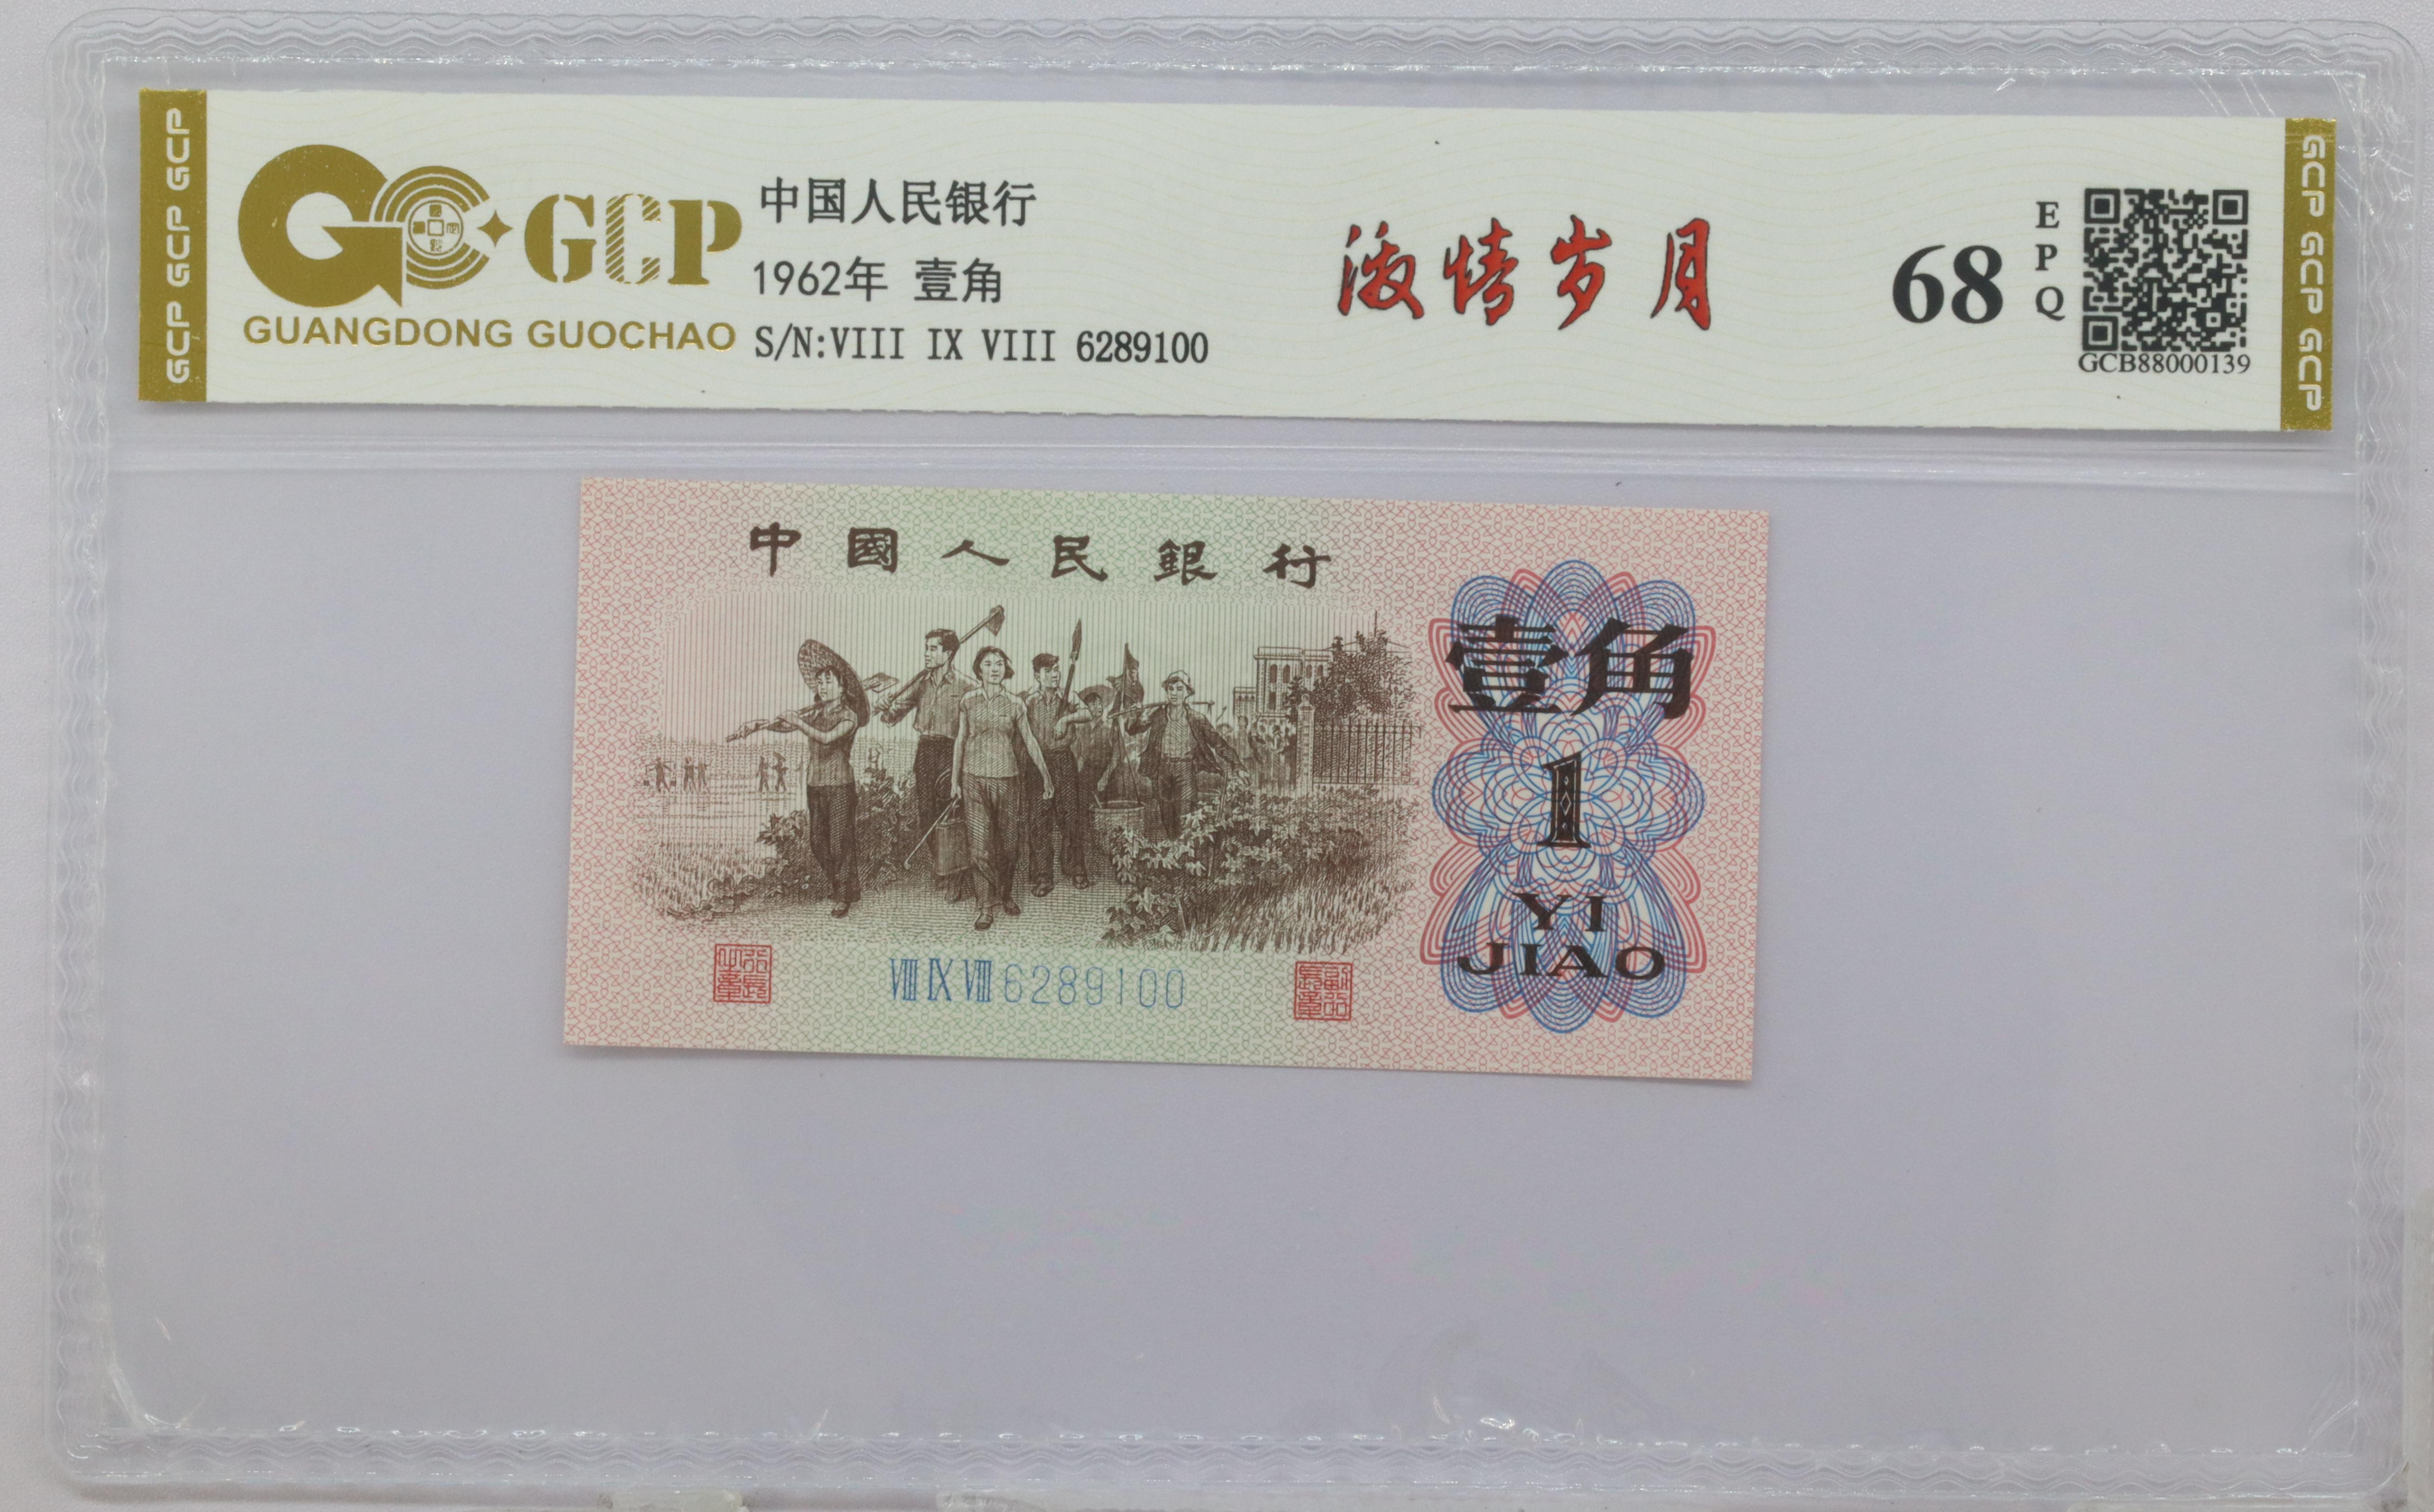 GCP GCP GCP
GCP
GUANGDONG GUOCHAO
中国人民银行
1962年 壹角
S/N:VIII IX VIII 6289100
激情岁月
68
EPQ
GCB88000139
GCP GCP GCP
中國人民銀行
壹角
1
YI
JIAO
VIII IX VIII 6289100